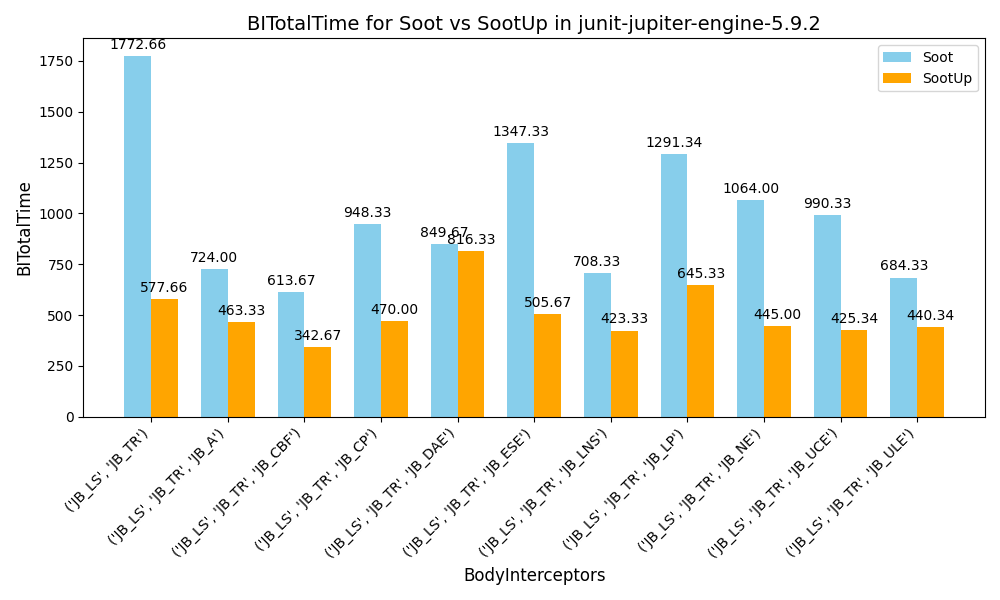 BITotalTime for Soot vs SootUp in junit-jupiter-engine-5.9.2
Soot
SootUp
BITotalTime
1750
1500
1250
1000
750
500
250
0
1772.66
577.66
724.00
463.33
613.67
342.67
948.33
470.00
849.67
816.33
1347.33
505.67
708.33
423.33
1291.34
645.33
1064.00
445.00
990.33
425.34
684.33
440.34
('JB_LS', 'JB_TR')
('JB_LS', 'JB_TR', 'JB_A')
('JB_LS', 'JB_TR', 'JB_CBF')
('JB_LS', 'JB_TR', 'JB_CP')
('JB_LS', 'JB_TR', 'JB_DAE')
('JB_LS', 'JB_TR', 'JB_ESE')
('JB_LS', 'JB_TR', 'JB_LNS')
('JB_LS', 'JB_TR', 'JB_LP')
('JB_LS', 'JB_TR', 'JB_NE')
('JB_LS', 'JB_TR', 'JB_UCE')
('JB_LS', 'JB_TR', 'JB_ULE')
BodyInterceptors